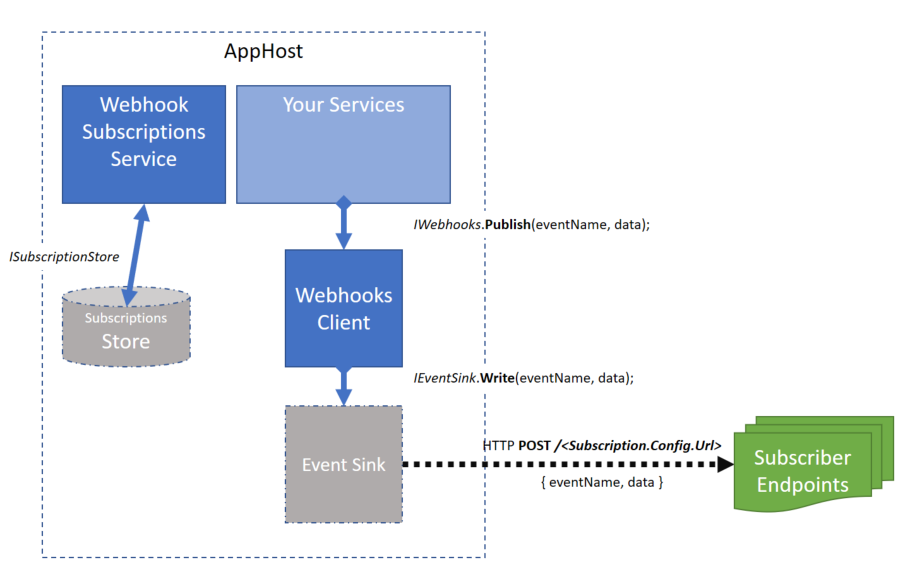 AppHost
Webhook
Subscriptions
Service
Your Services
IWebhooks.Publish(eventName, data);
ISubscriptionStore
Webhooks
Client
Subscriptions
Store
IEventSink.Write(eventName, data);
Event Sink
HTTP POST /<Subscription.Config.Url>
{ eventName, data }
Subscriber
Endpoints